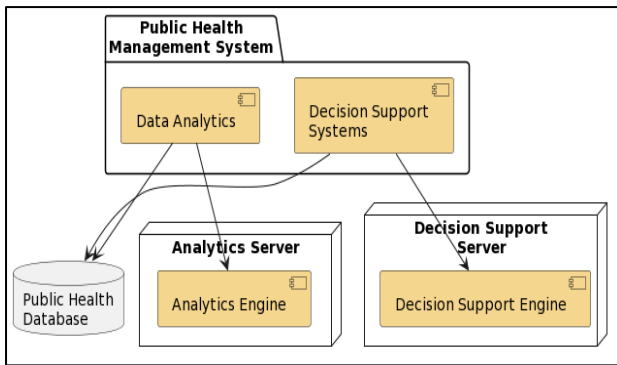 Public Health
Management System
Data Analytics
Decision Support
Systems
Analytics Server
Decision Support
Server
Public Health
Database
Analytics Engine
Decision Support Engine